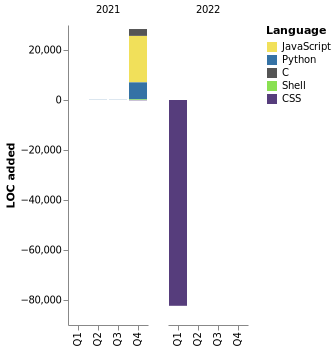 2021 2022
Language
JavaScript
Python
C
Shell
CSS
LOC added
20,000
0
−20,000
−40,000
−60,000
−80,000
Q1 Q2 Q3 Q4 Q1 Q2 Q3 Q4